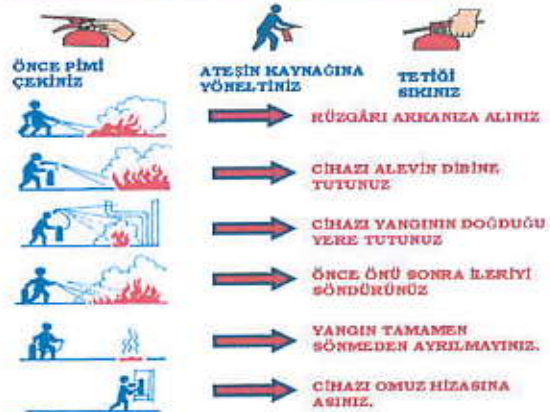 ÖNCE PİMİ
ÇEKİNİZ
ATEŞİN KAYNAĞINA
YÖNELTİNİZ
TETİĞİ
SIKINIZ
RÜZGÂRI ARKANIZA ALINIZ
CİHAZI ALEVİN DİBİNE
TUTUNUZ
CİHAZI YANGININ DOĞDUĞU
YERE TUTUNUZ
ÖNCE ÖNÜ SONRA İLERİYİ
SÖNDÜRÜNÜZ
YANGIN TAMAMEN
SÖNMEDEN AYRILMAYINIZ.
CİHAZI OMUZ HİZASINA
ASINIZ.